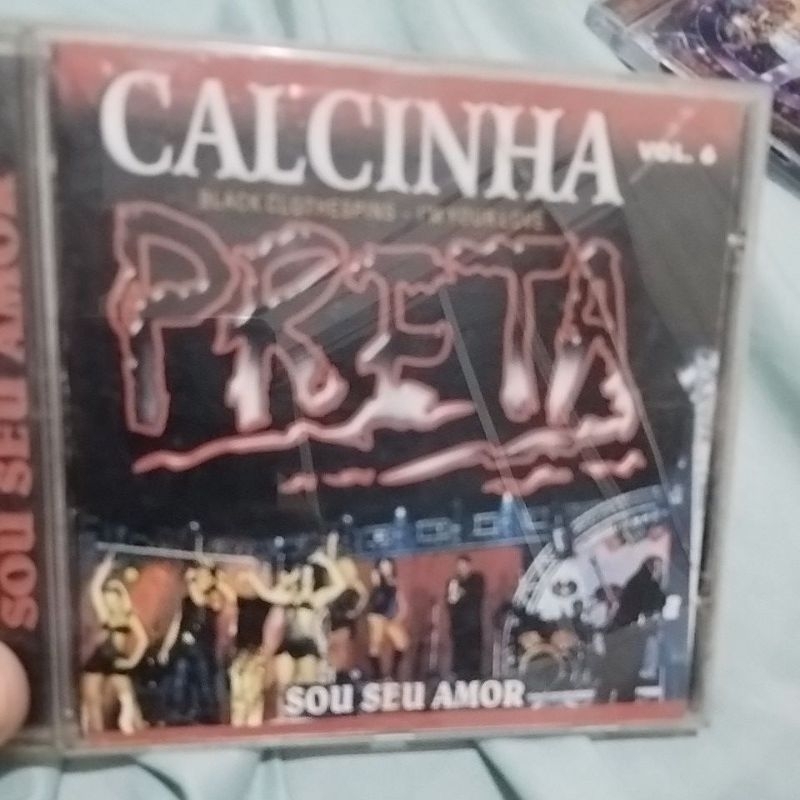 CALCINHA
VOL. 6
BLACK CLOTHESPINS - I'M YOUR LOVE
PRETA
SOU SEU AMOR
SOU SEU AMOR